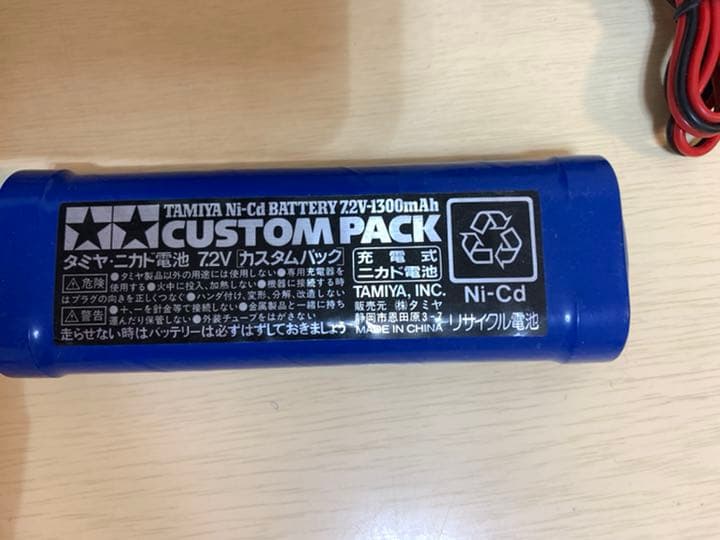 TAMIYA Ni-Cd BATTERY 7.2V-1300mAh
CUSTOM PACK
タミヤ・ニカド電池 7.2V カスタムパック
危険 ●タミヤ製品以外の用途には使用しない●専用充電器を
使用する●火中に投入、加熱しない●機器に接続する時
はプラグの向きを正しくつなぐ●ハンダ付け、変形、分解、改造しない
警告 ●+、-を針金等で接続しない●金属製品と一緒に持ち
運んだり保管しない●外装チューブをはがさない
走らせない時はバッテリーは必ずはずしておきましょう
充電式
ニカド電池
TAMIYA, INC.
販売元 (株)タミヤ
静岡市恩田原3-7
MADE IN CHINA
Ni-Cd
リサイクル電池